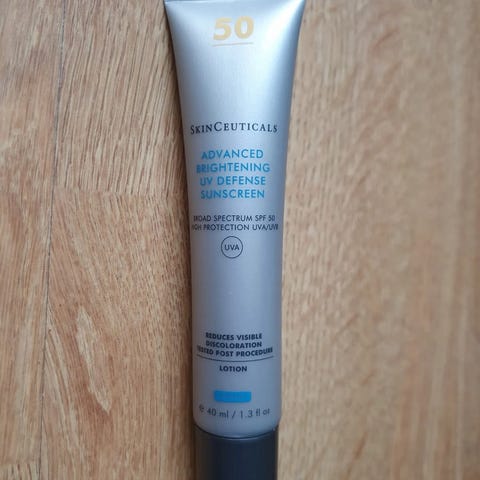 50
SKINCEUTICALS
ADVANCED
BRIGHTENING
UV DEFENSE
SUNSCREEN
BROAD SPECTRUM SPF 50
HIGH PROTECTION UVA/UVB
UVA
REDUCES VISIBLE
DISCOLORATION
TESTED POST PROCEDURE
LOTION
e 40 ml / 1.3 fl oz